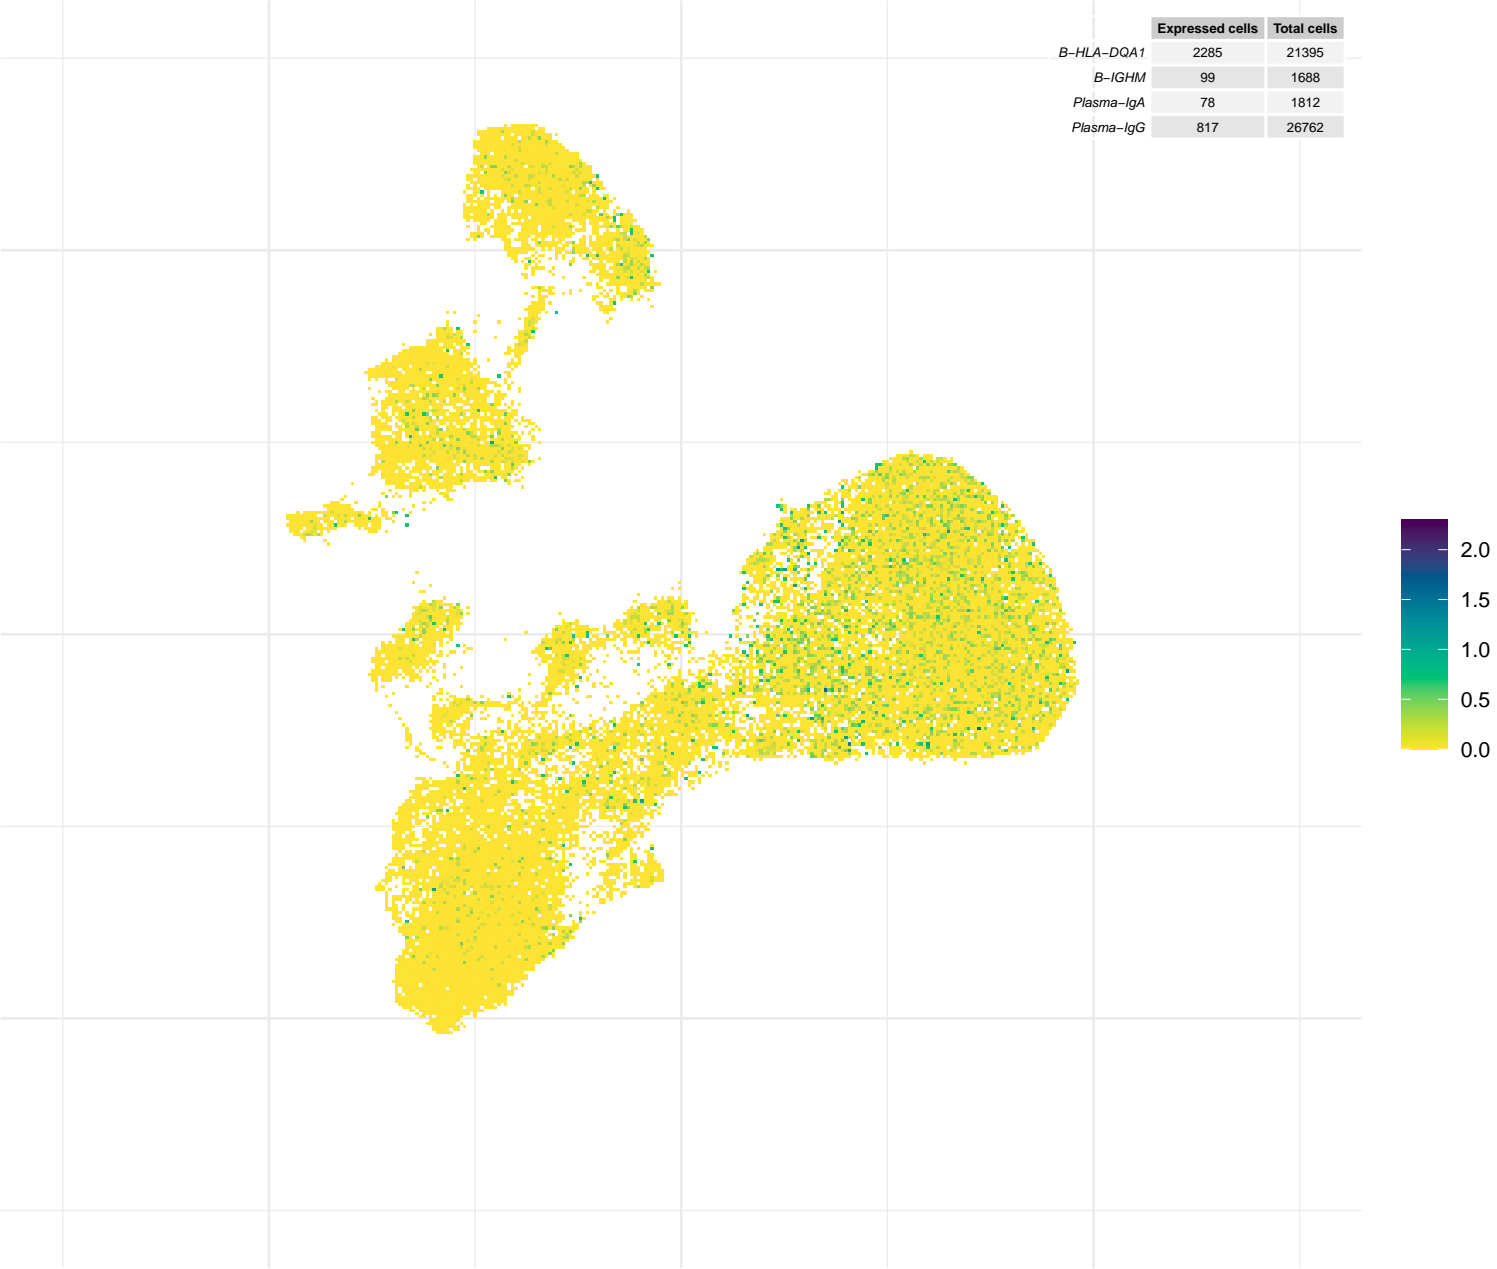 Expressed cells Total cells
B−HLA−DQA1 2285 21395
B−IGHM 99 1688
Plasma−IgA 78 1812
Plasma−IgG 817 26762
2.0
1.5
1.0
0.5
0.0